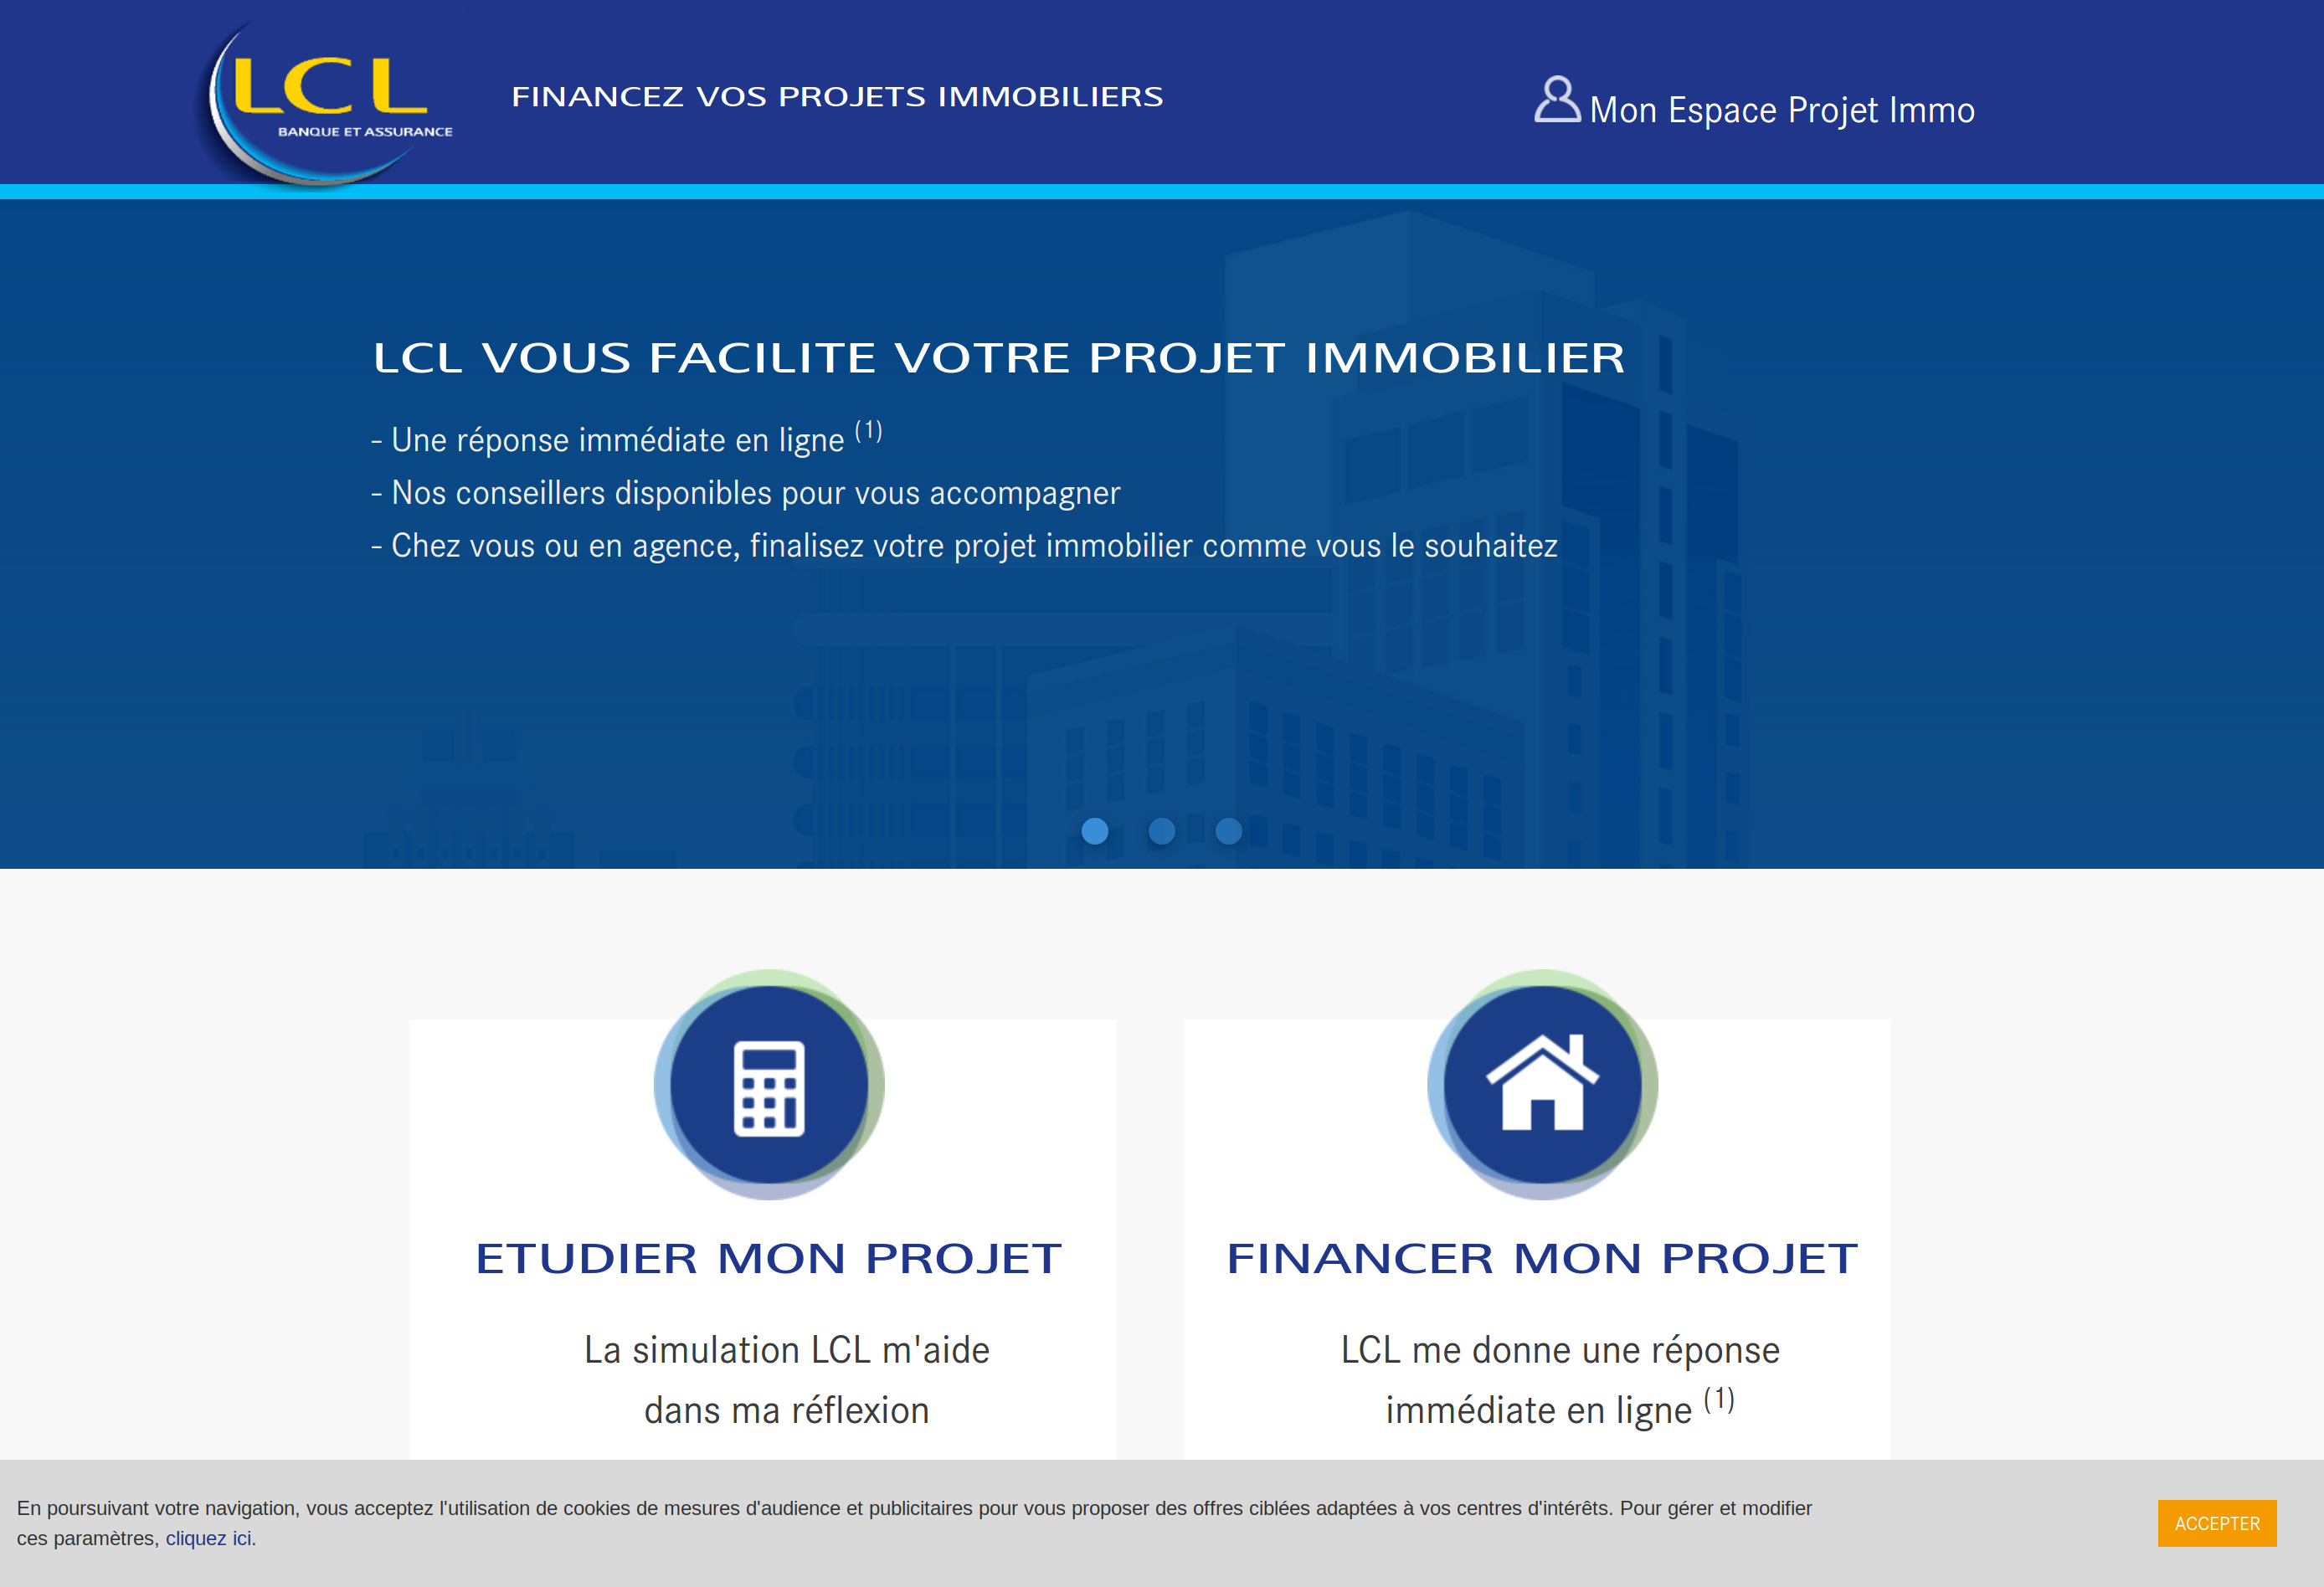 LCL
BANQUE ET ASSURANCE
FINANCEZ VOS PROJETS IMMOBILIERS
Mon Espace Projet Immo
LCL VOUS FACILITE VOTRE PROJET IMMOBILIER
- Une réponse immédiate en ligne (1)
- Nos conseillers disponibles pour vous accompagner
- Chez vous ou en agence, finalisez votre projet immobilier comme vous le souhaitez
ETUDIER MON PROJET
La simulation LCL m'aide
dans ma réflexion
FINANCER MON PROJET
LCL me donne une réponse
immédiate en ligne (1)
En poursuivant votre navigation, vous acceptez l'utilisation de cookies de mesures d'audience et publicitaires pour vous proposer des offres ciblées adaptées à vos centres d'intérêts. Pour gérer et modifier
ces paramètres, cliquez ici.
ACCEPTER